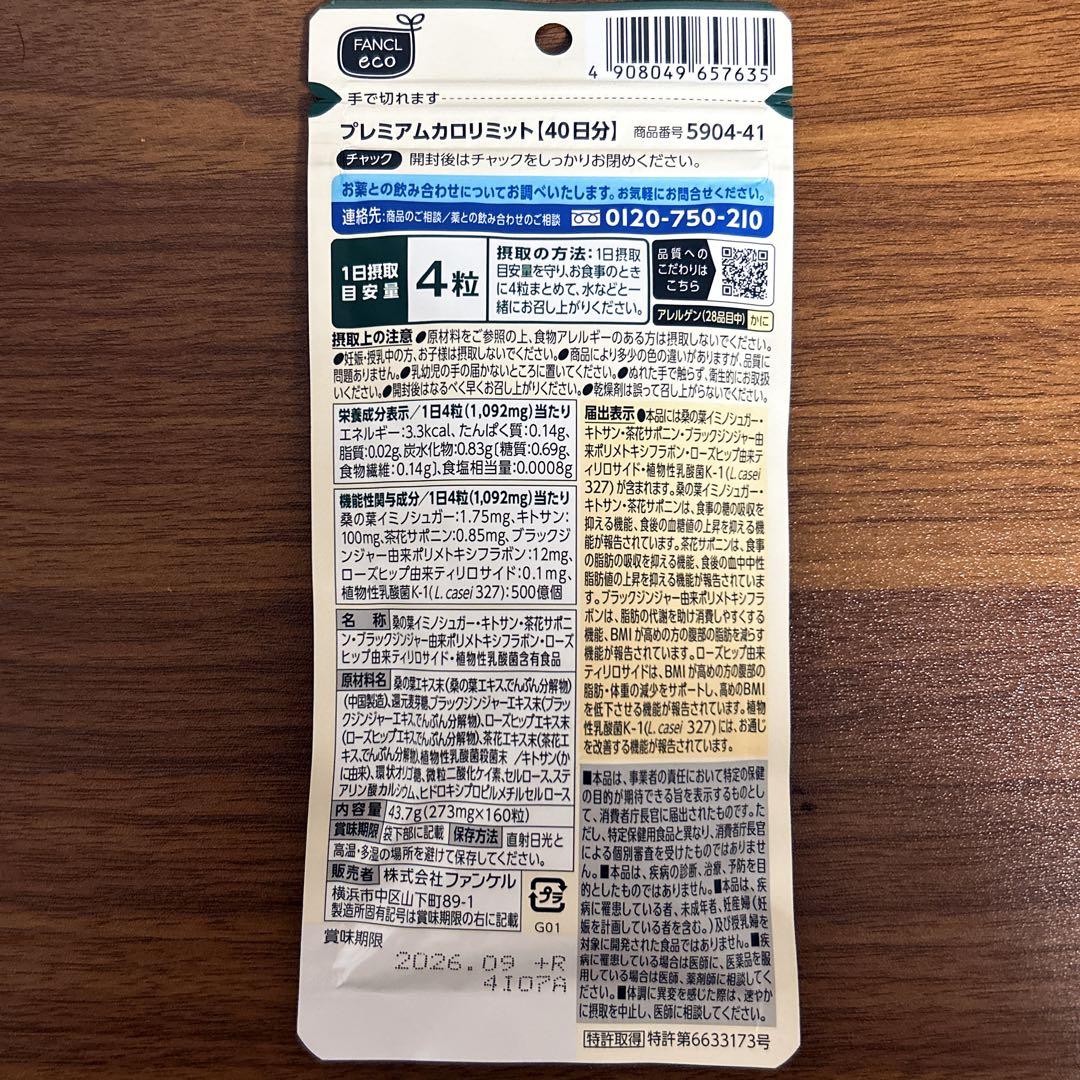 FANCL
eco
4 908049 657635
手で切れます
プレミアムカロリミット【40日分】 商品番号 5904-41
チャック 開封後はチャックをしっかりお閉めください。
お薬との飲み合わせについてお調べいたします。お気軽にお問合せください。
連絡先:商品のご相談/薬との飲み合わせのご相談 0120-750-210
1日摂取
目安量
4粒
摂取の方法:1日摂取
目安量を守り、お食事のとき
に4粒まとめて、水などと一
緒にお召し上がりください。
品質への
こだわりは
こちら
アレルゲン(28品目中) かに
摂取上の注意 ●原材料をご参照の上、食物アレルギーのある方は摂取しないでください。
●妊娠・授乳中の方、お子様は摂取しないでください。●商品により多少の色の違いがありますが、品質に
問題ありません。●乳幼児の手の届かないところに置いてください。●ぬれた手で触らず、衛生的にお取扱
いください。●開封後はなるべく早くお召し上がりください。●乾燥剤は誤って召し上がらないでください。
栄養成分表示/1日4粒(1,092mg)当たり
エネルギー:3.3kcal、たんぱく質:0.14g、
脂質:0.02g、炭水化物:0.83g〔糖質:0.69g、
食物繊維:0.14g〕、食塩相当量:0.0008g
機能性関与成分/1日4粒(1,092mg)当たり
桑の葉イミノシュガー:1.75mg、キトサン:
100mg、茶花サポニン:0.85mg、ブラックジ
ンジャー由来ポリメトキシフラボン:12mg、
ローズヒップ由来ティリロサイド:0.1mg、
植物性乳酸菌K-1(L. casei 327):500億個
名 称 桑の葉イミノシュガー・キトサン・茶花サポニ
ン・ブラックジンジャー由来ポリメトキシフラボン・ローズ
ヒップ由来ティリロサイド・植物性乳酸菌含有食品
原材料名 桑の葉エキス末(桑の葉エキス、でんぷん分解物)
(中国製造)、還元麦芽糖、ブラックジンジャーエキス末(ブラッ
クジンジャーエキス、でんぷん分解物)、ローズヒップエキス末
(ローズヒップエキス、でんぷん分解物)、茶花エキス末(茶花エ
キス、でんぷん分解物)、植物性乳酸菌殺菌末 /キトサン(か
に由来)、環状オリゴ糖、微粒二酸化ケイ素、セルロース、ステ
アリン酸カルシウム、ヒドロキシプロピルメチルセルロース
内容量 43.7g(273mg×160粒)
賞味期限 袋下部に記載 保存方法 直射日光と
高温・多湿の場所を避けて保存してください。
販売者 株式会社ファンケル
横浜市中区山下町89-1
製造所固有記号は賞味期限の右に記載
プラ
G01
賞味期限
2026.09 +R
4I07A
届出表示 ●本品には桑の葉イミノシュガー・
キトサン・茶花サポニン・ブラックジンジャー由
来ポリメトキシフラボン・ローズヒップ由来テ
ィリロサイド・植物性乳酸菌K-1(L. casei
327)が含まれます。桑の葉イミノシュガー・
キトサン・茶花サポニンは、食事の糖の吸収を
抑える機能、食後の血糖値の上昇を抑える機
能が報告されています。茶花サポニンは、食事
の脂肪の吸収を抑える機能、食後の血中中性
脂肪値の上昇を抑える機能が報告されていま
す。ブラックジンジャー由来ポリメトキシフラ
ボンは、脂肪の代謝を助け消費しやすくする
機能、BMIが高めの方の腹部の脂肪を減らす
機能が報告されています。ローズヒップ由来
ティリロサイドは、BMIが高めの方の腹部の
脂肪・体重の減少をサポートし、高めのBMI
を低下させる機能が報告されています。植物
性乳酸菌K-1(L. casei 327)には、お通じ
を改善する機能が報告されています。
■本品は、事業者の責任において特定の保健
の目的が期待できる旨を表示するものとし
て、消費者庁長官に届出されたものです。た
だし、特定保健用食品と異なり、消費者庁長官
による個別審査を受けたものではありませ
ん。■本品は、疾病の診断、治療、予防を目
的としたものではありません。■本品は、疾
病に罹患している者、未成年者、妊産婦(妊
娠を計画している者を含む。)及び授乳婦を
対象に開発された食品ではありません。■疾
病に罹患している場合は医師に、医薬品を服
用している場合は医師、薬剤師に相談してく
ださい。■体調に異変を感じた際は、速やか
に摂取を中止し、医師に相談してください。
特許取得 特許第6633173号